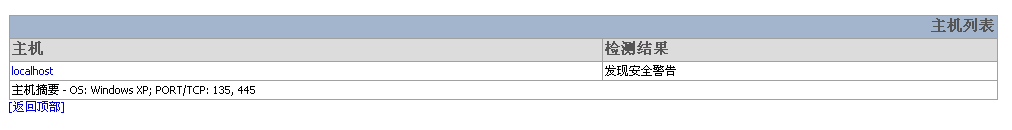 主机列表
主机 检测结果
localhost 发现安全警告
主机摘要 - OS: Windows XP; PORT/TCP: 135, 445
[返回顶部]